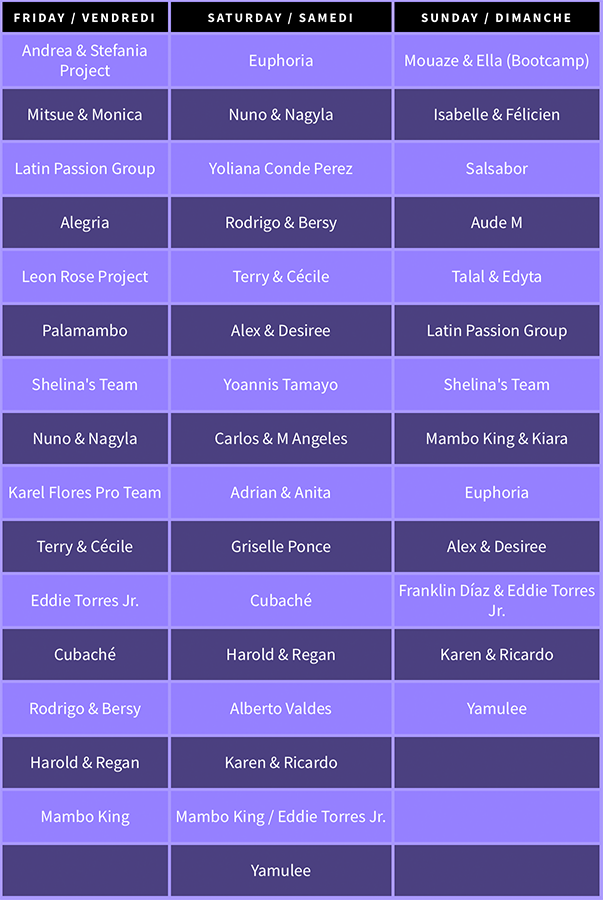 FRIDAY / VENDREDI SATURDAY / SAMEDI SUNDAY / DIMANCHE
Andrea & Stefania
Project
Euphoria
Mouaze & Ella (Bootcamp)
Mitsue & Monica Nuno & Nagyla Isabelle & Félicien
Latin Passion Group Yoliana Conde Perez Salsabor
Alegria Rodrigo & Bersy Aude M
Leon Rose Project Terry & Cécile Talal & Edyta
Palamambo Alex & Desiree Latin Passion Group
Shelina's Team Yoannis Tamayo Shelina's Team
Nuno & Nagyla Carlos & M Angeles Mambo King & Kiara
Karel Flores Pro Team Adrian & Anita Euphoria
Terry & Cécile Griselle Ponce Alex & Desiree
Eddie Torres Jr. Cubaché
Franklin Díaz & Eddie Torres
Jr.
Cubaché Harold & Regan Karen & Ricardo
Rodrigo & Bersy Alberto Valdes Yamulee
Harold & Regan Karen & Ricardo
Mambo King Mambo King / Eddie Torres Jr.
Yamulee